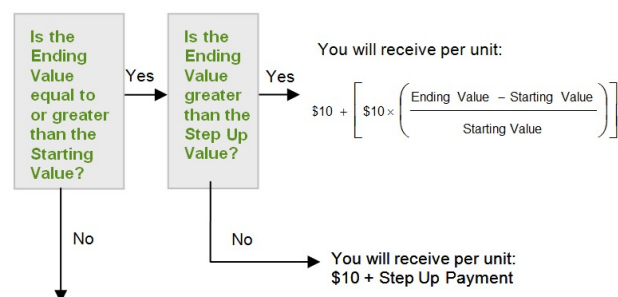 Is the
Ending
Value
equal to
or greater
than the
Starting
Value?
Yes
Is the
Ending
Value
greater
than the
Step Up
Value?
Yes
You will receive per unit:
$10 + [ $10 × ( Ending Value − Starting Value
Starting Value ) ]
No
No
You will receive per unit:
$10 + Step Up Payment